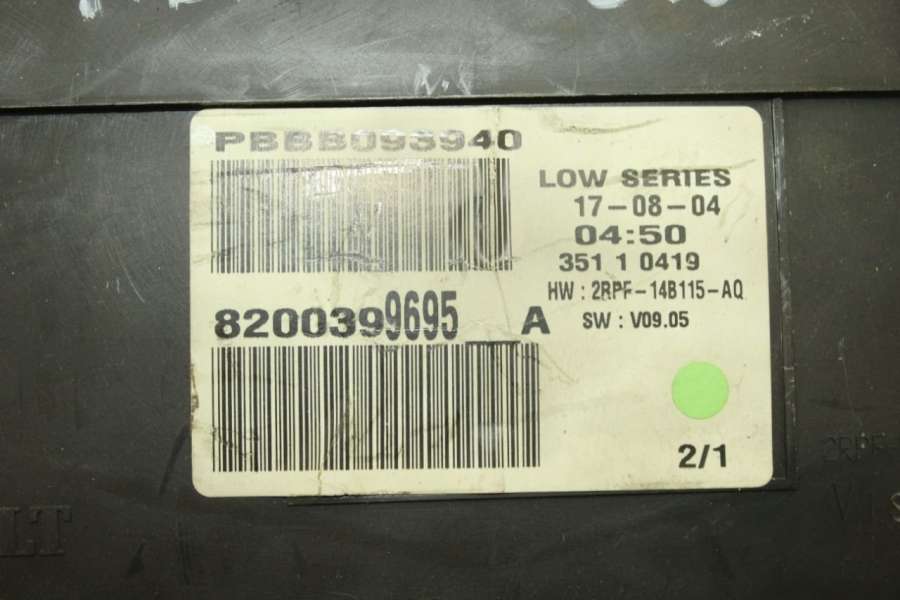 PBBB093940
LOW SERIES
17-08-04
04:50
351 1 0419
HW : 2RPF-14B115-AQ
SW : V09.05
8200399695__A
2/1